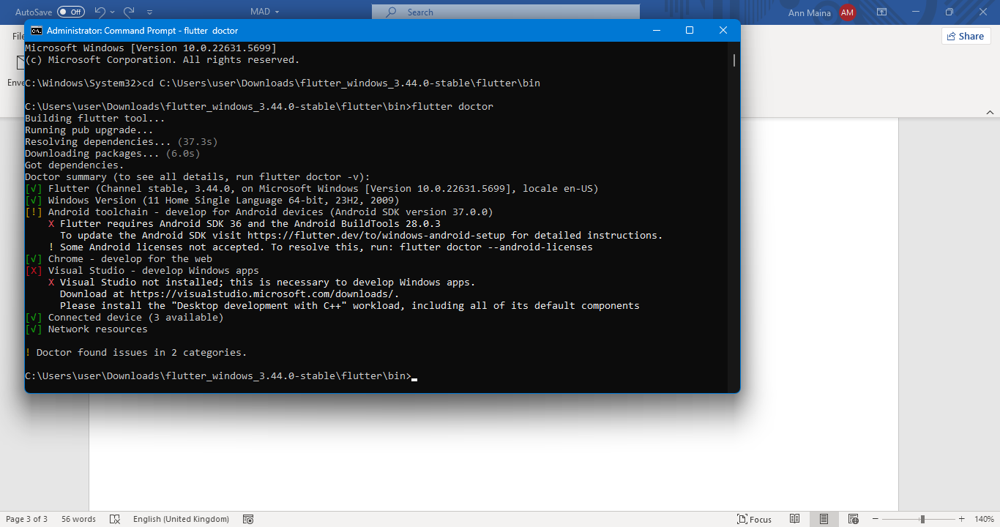 AutoSave Off MAD Search Ann Maina AM
Administrator: Command Prompt - flutter doctor
File Share
Microsoft Windows [Version 10.0.22631.5699]
(c) Microsoft Corporation. All rights reserved.
C:\Windows\System32>cd C:\Users\user\Downloads\flutter_windows_3.44.0-stable\flutter\bin
C:\Users\user\Downloads\flutter_windows_3.44.0-stable\flutter\bin>flutter doctor
Building flutter tool...
Running pub upgrade...
Resolving dependencies... (37.3s)
Downloading packages... (6.0s)
Got dependencies.
Doctor summary (to see all details, run flutter doctor -v):
[√] Flutter (Channel stable, 3.44.0, on Microsoft Windows [Version 10.0.22631.5699], locale en-US)
[√] Windows Version (11 Home Single Language 64-bit, 23H2, 2009)
[!] Android toolchain - develop for Android devices (Android SDK version 37.0.0)
X Flutter requires Android SDK 36 and the Android BuildTools 28.0.3
To update the Android SDK visit https://flutter.dev/to/windows-android-setup for detailed instructions.
! Some Android licenses not accepted. To resolve this, run: flutter doctor --android-licenses
[√] Chrome - develop for the web
[X] Visual Studio - develop Windows apps
X Visual Studio not installed; this is necessary to develop Windows apps.
Download at https://visualstudio.microsoft.com/downloads/.
Please install the "Desktop development with C++" workload, including all of its default components
[√] Connected device (3 available)
[√] Network resources
! Doctor found issues in 2 categories.
C:\Users\user\Downloads\flutter_windows_3.44.0-stable\flutter\bin>
Page 3 of 3 56 words English (United Kingdom) Focus 140%